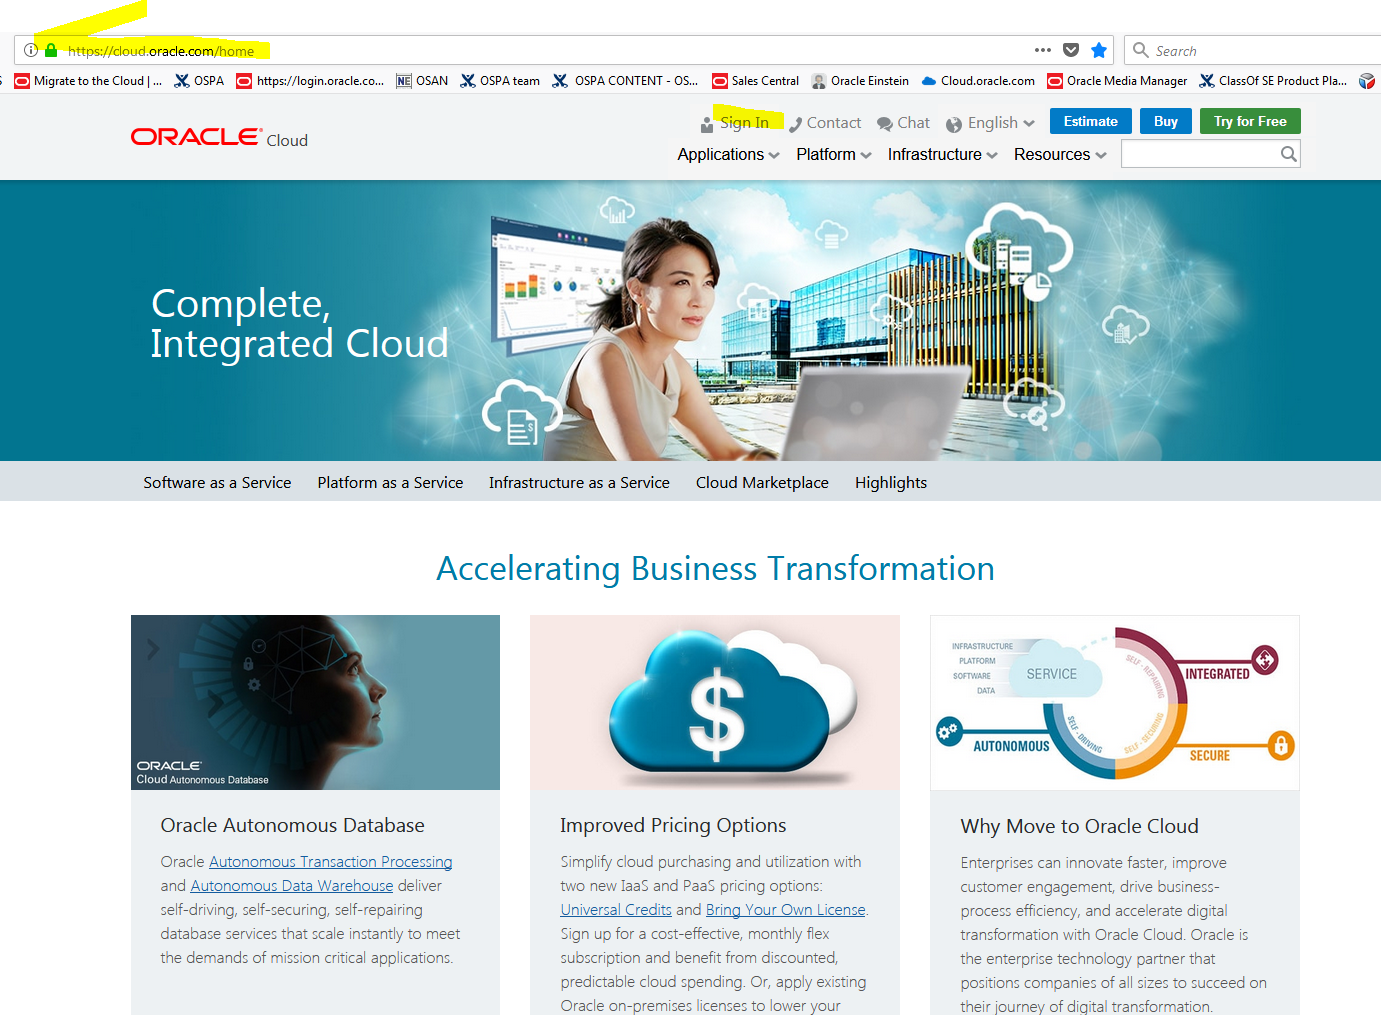 https://cloud.oracle.com/home
Search
S Migrate to the Cloud | ... OSPA https://login.oracle.co... NE OSAN OSPA team OSPA CONTENT - OS... Sales Central Oracle Einstein Cloud.oracle.com Oracle Media Manager ClassOf SE Product Pla...
ORACLE Cloud
Sign In Contact Chat English Estimate Buy Try for Free
Applications Platform Infrastructure Resources
Complete,
Integrated Cloud
Software as a Service Platform as a Service Infrastructure as a Service Cloud Marketplace Highlights
Accelerating Business Transformation
ORACLE
Cloud Autonomous Database
Oracle Autonomous Database
Oracle Autonomous Transaction Processing
and Autonomous Data Warehouse deliver
self-driving, self-securing, self-repairing
database services that scale instantly to meet
the demands of mission critical applications.
$
Improved Pricing Options
Simplify cloud purchasing and utilization with
two new IaaS and PaaS pricing options:
Universal Credits and Bring Your Own License.
Sign up for a cost-effective, monthly flex
subscription and benefit from discounted,
predictable cloud spending. Or, apply existing
Oracle on-premises licenses to lower your
INFRASTRUCTURE
PLATFORM
SOFTWARE
DATA
SERVICE
SELF - REPAIRING
INTEGRATED
AUTONOMOUS
SELF - DRIVING
SELF - SECURING
SECURE
Why Move to Oracle Cloud
Enterprises can innovate faster, improve
customer engagement, drive business-
process efficiency, and accelerate digital
transformation with Oracle Cloud. Oracle is
the enterprise technology partner that
positions companies of all sizes to succeed on
their journey of digital transformation.